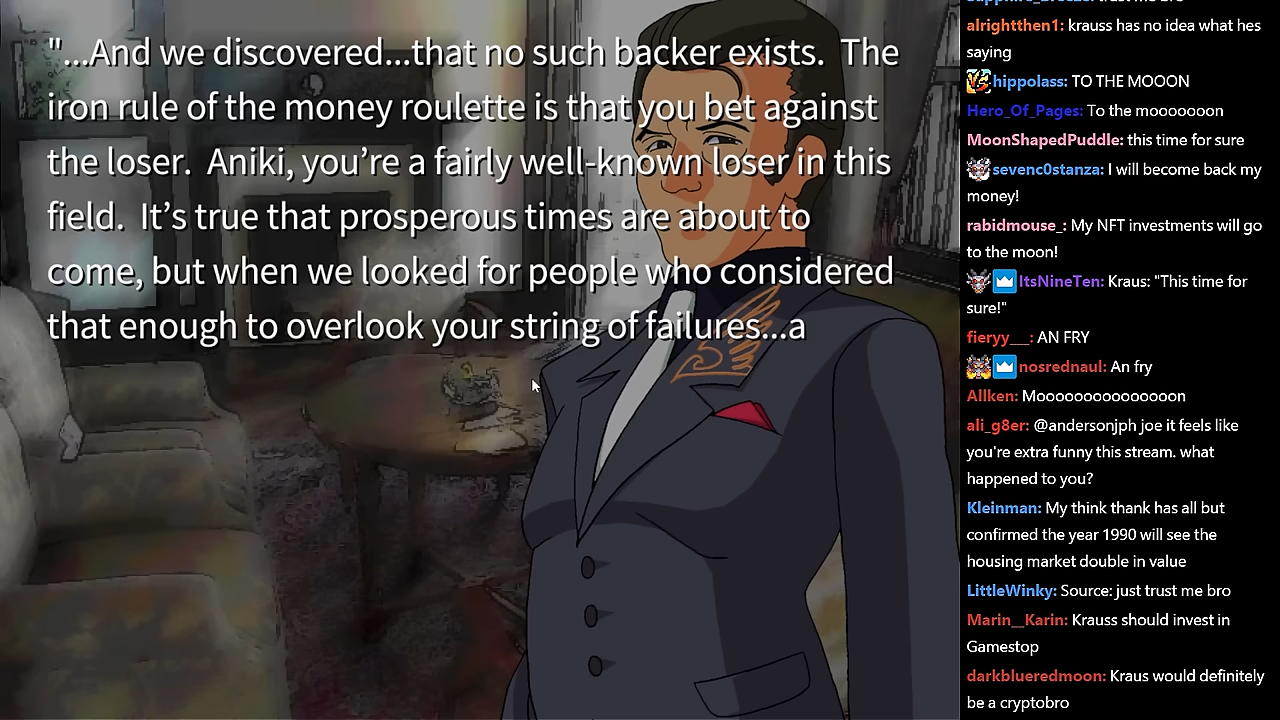 "...And we discovered...that no such backer exists.  The
iron rule of the money roulette is that you bet against
the loser.  Aniki, you’re a fairly well-known loser in this
field.  It’s true that prosperous times are about to
come, but when we looked for people who considered
that enough to overlook your string of failures...a
alrightthen1: krauss has no idea what hes
saying
hippolass: TO THE MOOON
Hero_Of_Pages: To the moooooooon
MoonShapedPuddle: this time for sure
sevenc0stanza: I will become back my
money!
rabidmouse_: My NFT investments will go
to the moon!
ItsNineTen: Kraus: "This time for
sure!"
fieryy___: AN FRY
nosrednaul: An fry
Allken: Mooooooooooooooon
ali_g8er: @andersonjph joe it feels like
you're extra funny this stream. what
happened to you?
Kleinman: My think thank has all but
confirmed the year 1990 will see the
housing market double in value
LittleWinky: Source: just trust me bro
Marin__Karin: Krauss should invest in
Gamestop
darkblueredmoon: Kraus would definitely
be a cryptobro